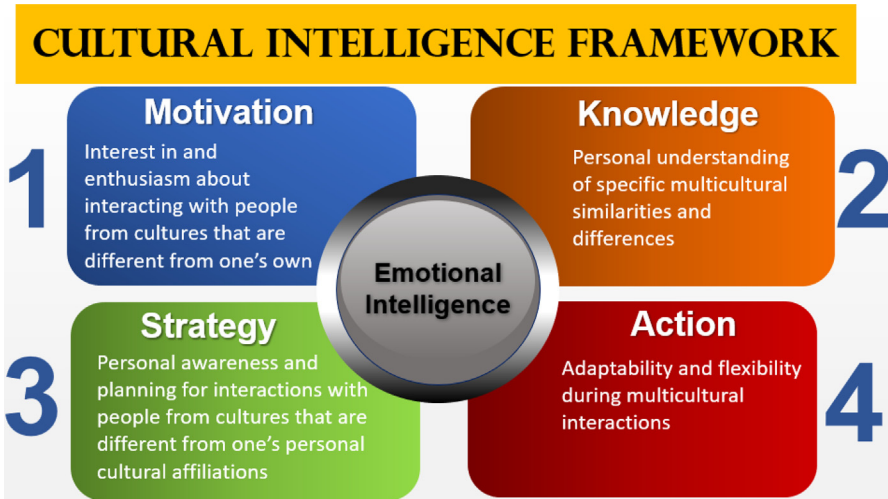 CULTURAL INTELLIGENCE FRAMEWORK
1
Motivation
Interest in and
enthusiasm about
interacting with people
from cultures that are
different from one's own
Knowledge
2
Personal understanding
of specific multicultural
similarities and
differences
Emotional
Intelligence
3
Strategy
Personal awareness and
planning for interactions with
people from cultures that are
different from one's personal
cultural affiliations
Action
4
Adaptability and flexibility
during multicultural
interactions